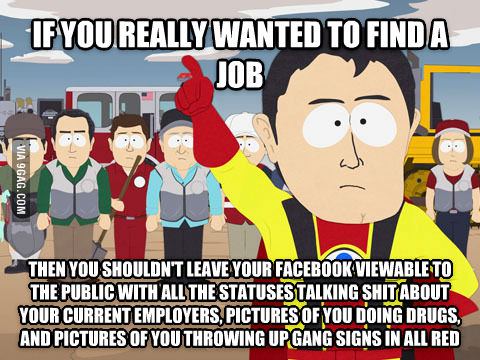 IF YOU REALLY WANTED TO FIND A
JOB
VIA 9GAG.COM
THEN YOU SHOULDN'T LEAVE YOUR FACEBOOK VIEWABLE TO
THE PUBLIC WITH ALL THE STATUSES TALKING SHIT ABOUT
YOUR CURRENT EMPLOYERS, PICTURES OF YOU DOING DRUGS,
AND PICTURES OF YOU THROWING UP GANG SIGNS IN ALL RED